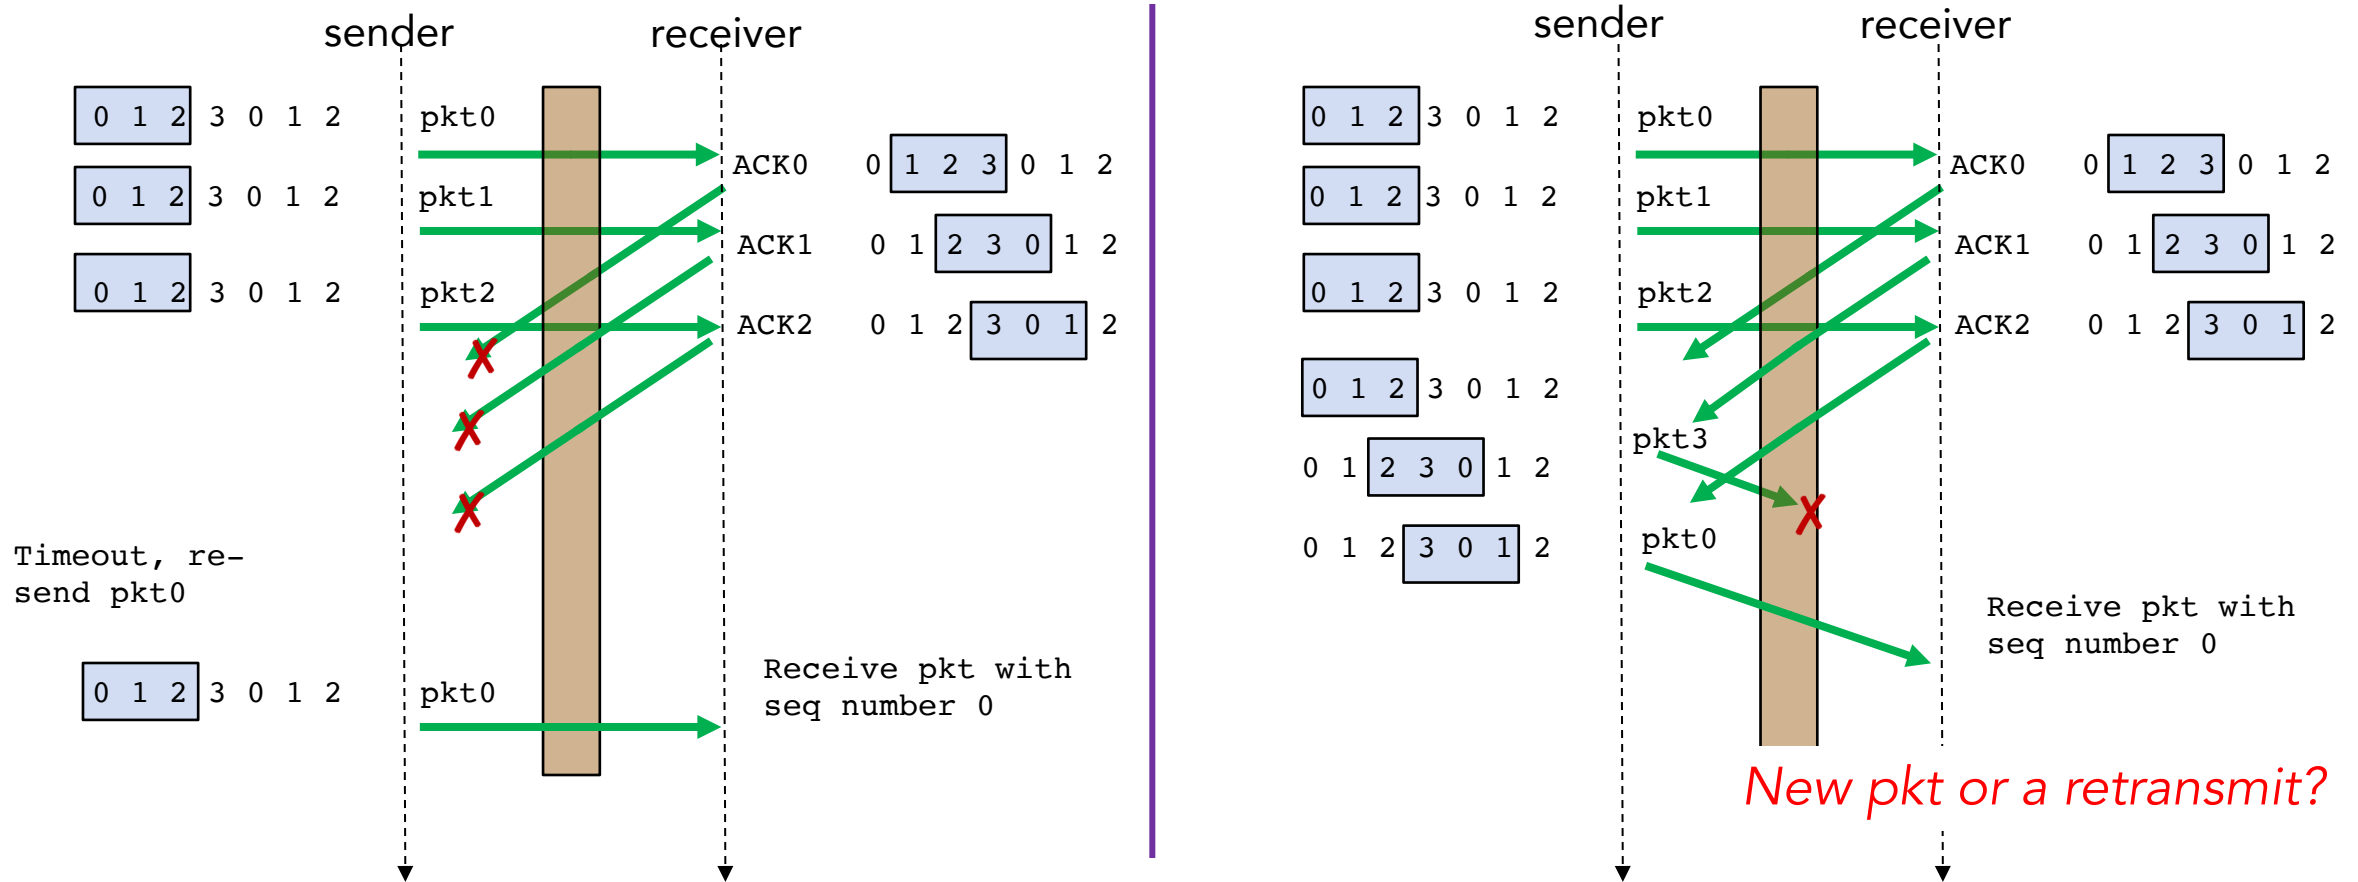 sender receiver
0 1 2 3 0 1 2 pkt0
ACK0 0 1 2 3 0 1 2
0 1 2 3 0 1 2 pkt1
ACK1 0 1 2 3 0 1 2
0 1 2 3 0 1 2 pkt2
ACK2 0 1 2 3 0 1 2
X
X
X
Timeout, re-
send pkt0
0 1 2 3 0 1 2 pkt0
Receive pkt with
seq number 0
sender receiver
0 1 2 3 0 1 2 pkt0
ACK0 0 1 2 3 0 1 2
0 1 2 3 0 1 2 pkt1
ACK1 0 1 2 3 0 1 2
0 1 2 3 0 1 2 pkt2
ACK2 0 1 2 3 0 1 2
0 1 2 3 0 1 2
pkt3
0 1 2 3 0 1 2
X
pkt0
0 1 2 3 0 1 2
Receive pkt with
seq number 0
New pkt or a retransmit?